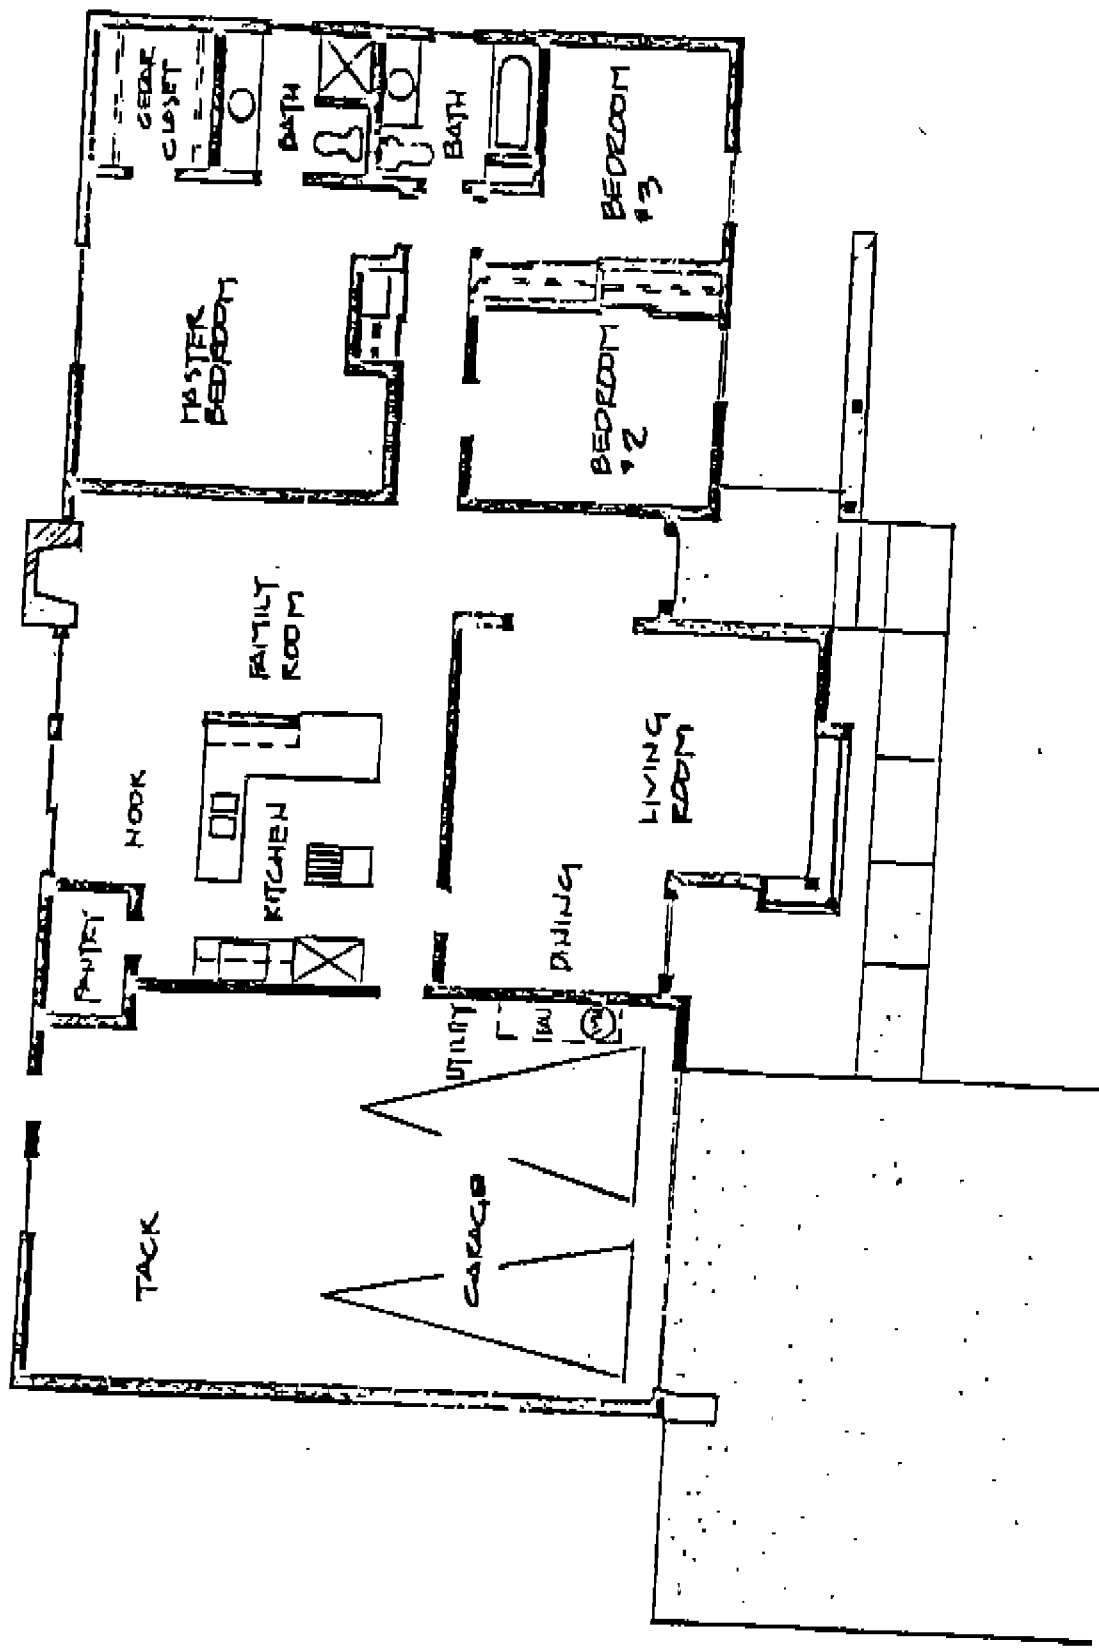 CEDAR
CLOSET
BATH
BATH
BEDROOM
#3
MASTER
BEDROOM
BEDROOM
#2
FAMILY
ROOM
NOOK
KITCHEN
LIVING
ROOM
DINING
PANTRY
UTILITY
TACK
GARAGE